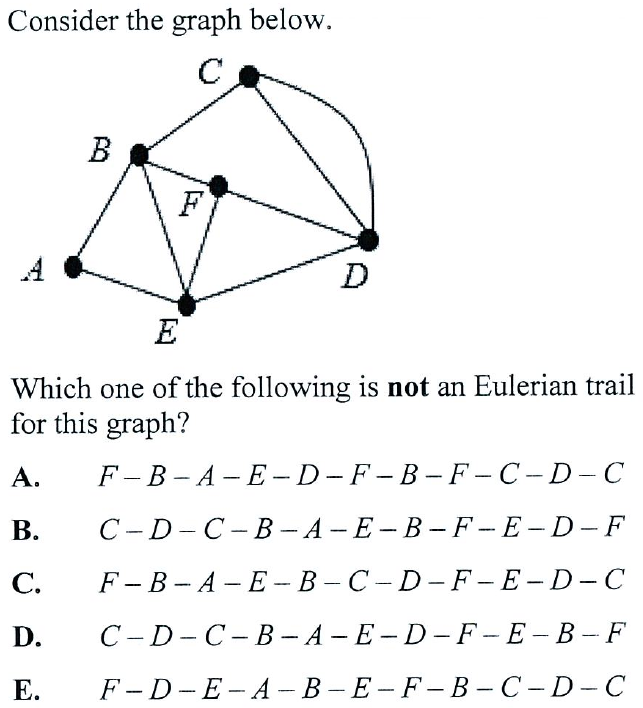 Consider the graph below.
C
B
F
A
D
E
Which one of the following is not an Eulerian trail
for this graph?
A. F – B – A – E – D – F – B – F – C – D – C
B. C – D – C – B – A – E – B – F – E – D – F
C. F – B – A – E – B – C – D – F – E – D – C
D. C – D – C – B – A – E – D – F – E – B – F
E. F – D – E – A – B – E – F – B – C – D – C